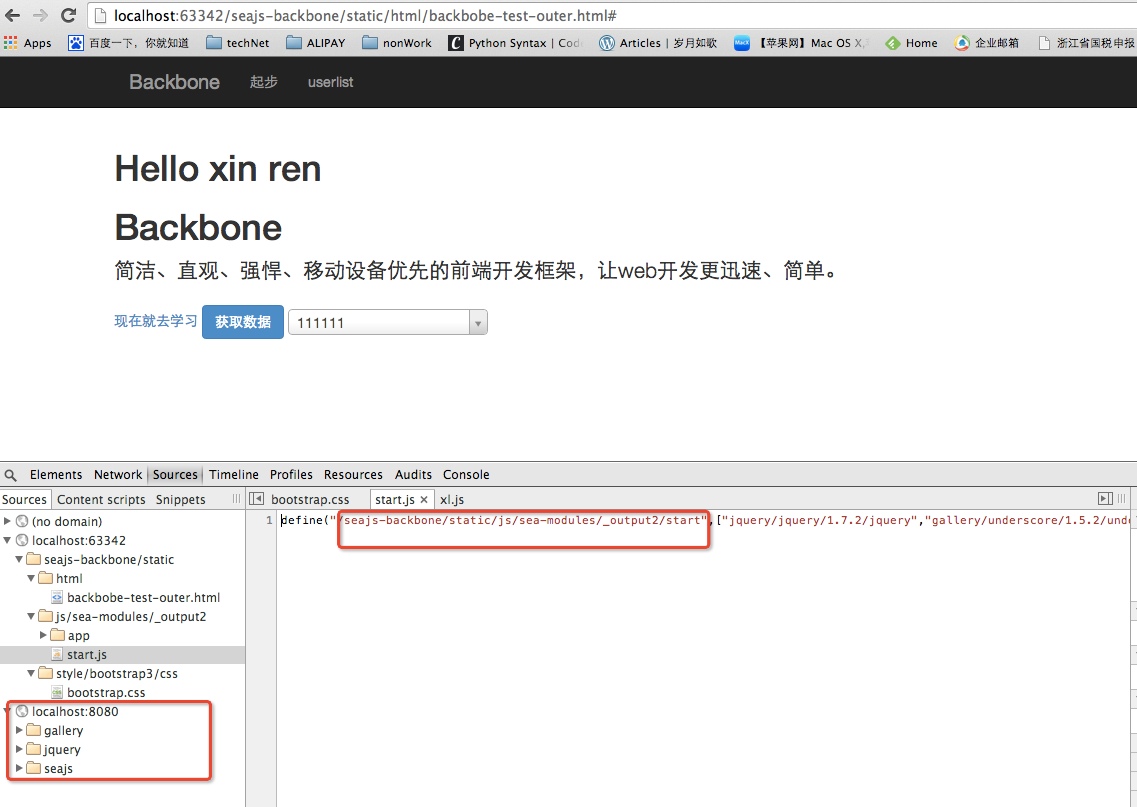 localhost:63342/seajs-backbone/static/html/backbobe-test-outer.html#
Apps 百度一下，你就知道 techNet ALIPAY nonWork Python Syntax | Cod Articles | 岁月如歌 【苹果网】Mac OS X, Home 企业邮箱 浙江省国税申报
Backbone 起步 userlist
Hello xin ren
Backbone
简洁、直观、强悍、移动设备优先的前端开发框架，让web开发更迅速、简单。
现在就去学习 获取数据 111111
Elements Network Sources Timeline Profiles Resources Audits Console
Sources Content scripts Snippets bootstrap.css start.js × xl.js
(no domain)
localhost:63342
seajs-backbone/static
html
backbobe-test-outer.html
js/sea-modules/_output2
app
start.js
style/bootstrap3/css
bootstrap.css
localhost:8080
gallery
jquery
seajs
1 define("/seajs-backbone/static/js/sea-modules/_output2/start",["jquery/jquery/1.7.2/jquery","gallery/underscore/1.5.2/und